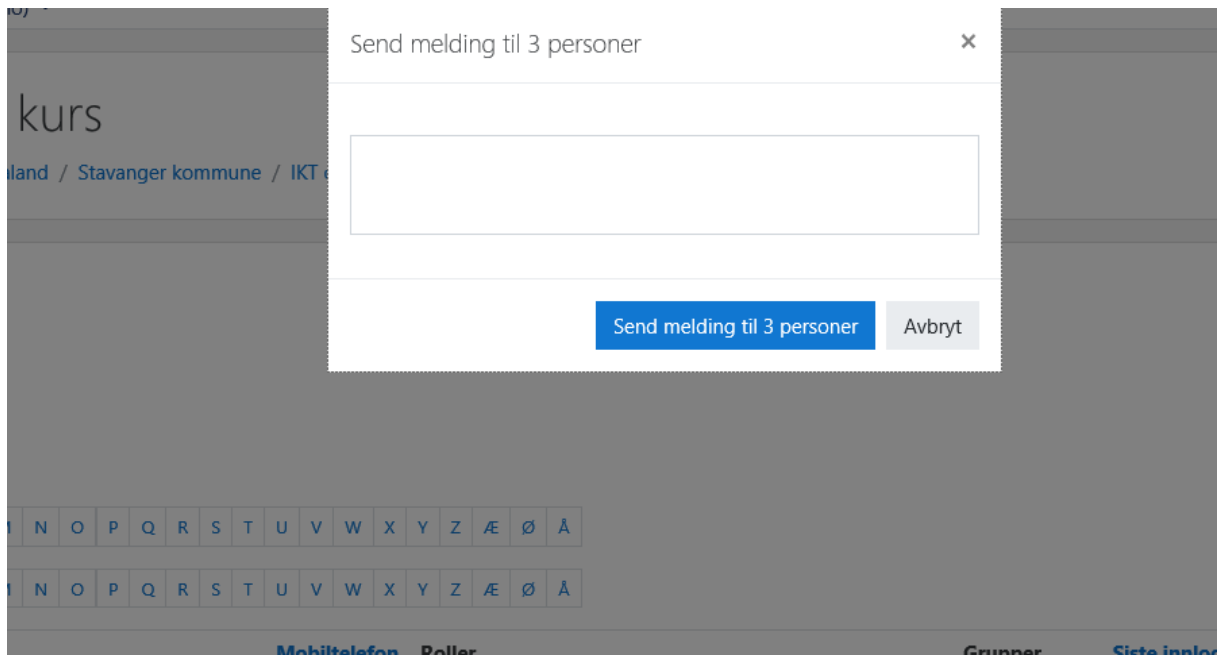 Send melding til 3 personer ×
kurs
land / Stavanger kommune / IKT
Send melding til 3 personer Avbryt
N O P Q R S T U V W X Y Z Æ Ø Å
N O P Q R S T U V W X Y Z Æ Ø Å
Mobiltelefon Roller Grupper Siste